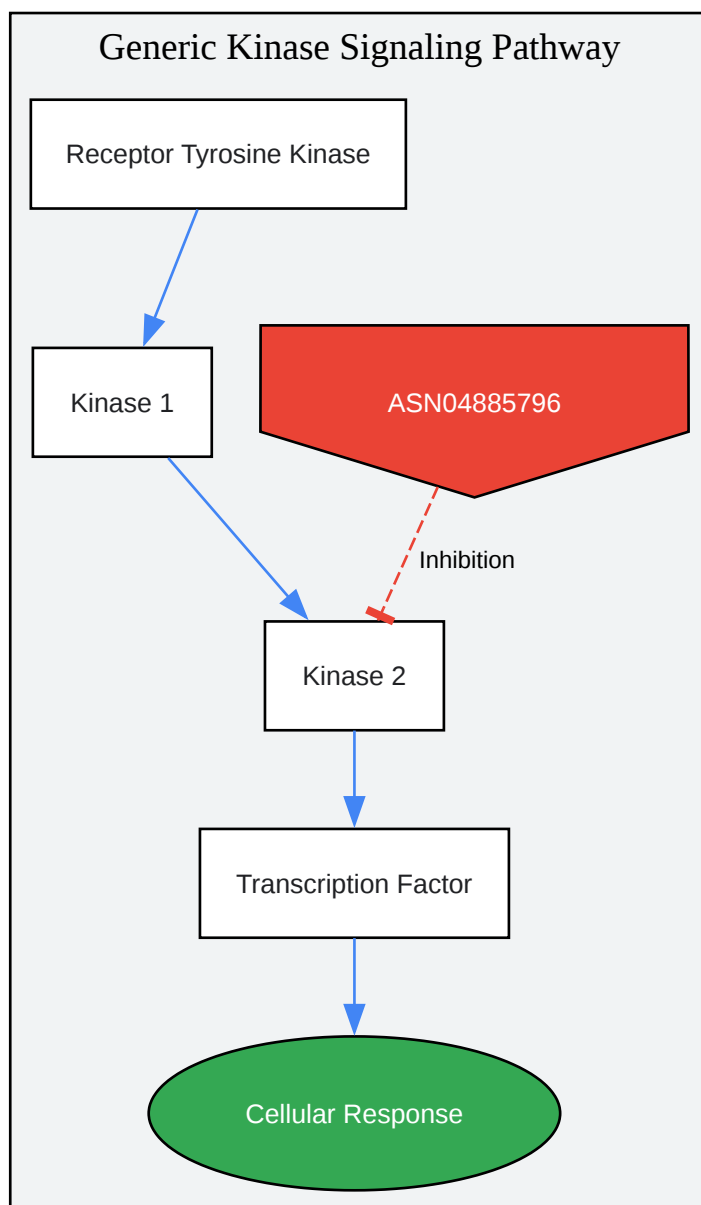 Generic Kinase Signaling Pathway
Receptor Tyrosine Kinase
Kinase 1
ASN04885796
Inhibition
Kinase 2
Transcription Factor
Cellular Response